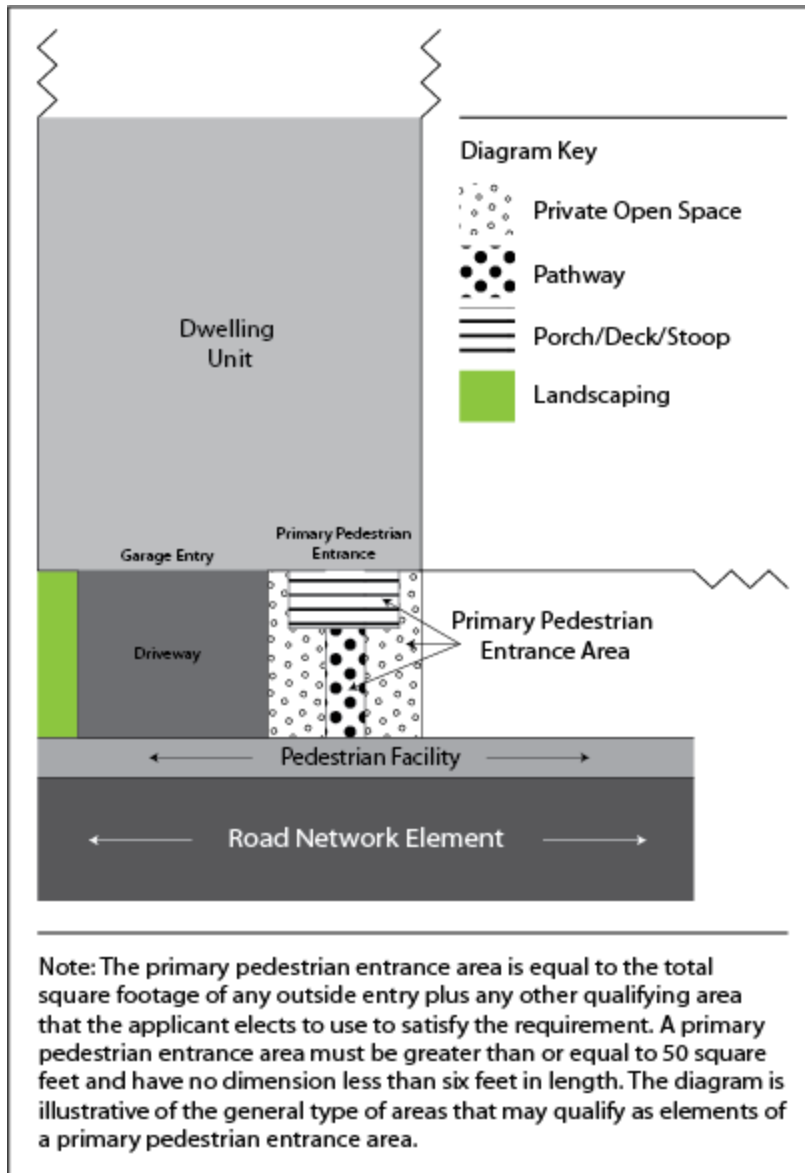 Diagram Key
Private Open Space
Pathway
Porch/Deck/Stoop
Landscaping
Dwelling
Unit
Garage Entry
Primary Pedestrian
Entrance
Driveway
Primary Pedestrian
Entrance Area
Pedestrian Facility
Road Network Element
Note: The primary pedestrian entrance area is equal to the total
square footage of any outside entry plus any other qualifying area
that the applicant elects to use to satisfy the requirement. A primary
pedestrian entrance area must be greater than or equal to 50 square
feet and have no dimension less than six feet in length. The diagram is
illustrative of the general type of areas that may qualify as elements of
a primary pedestrian entrance area.